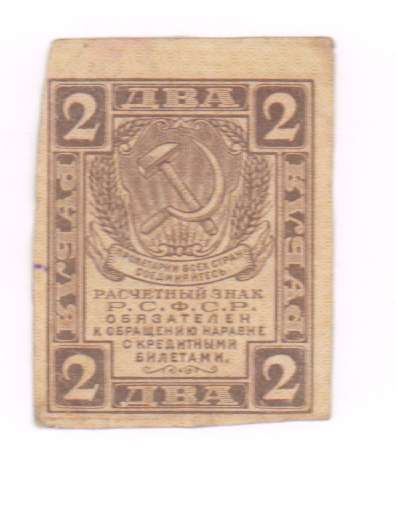 2 ДВА 2
РУБЛЯ
РУБЛЯ
ПРОЛЕТАРИИ ВСЕХ СТРАН
СОЕДИНЯЙТЕСЬ
РАСЧЕТНЫЙ ЗНАК
Р.С.Ф.С.Р.
ОБЯЗАТЕЛЕН
К ОБРАЩЕНИЮ НАРАВНЕ
С КРЕДИТНЫМИ
БИЛЕТАМИ.
2 ДВА 2